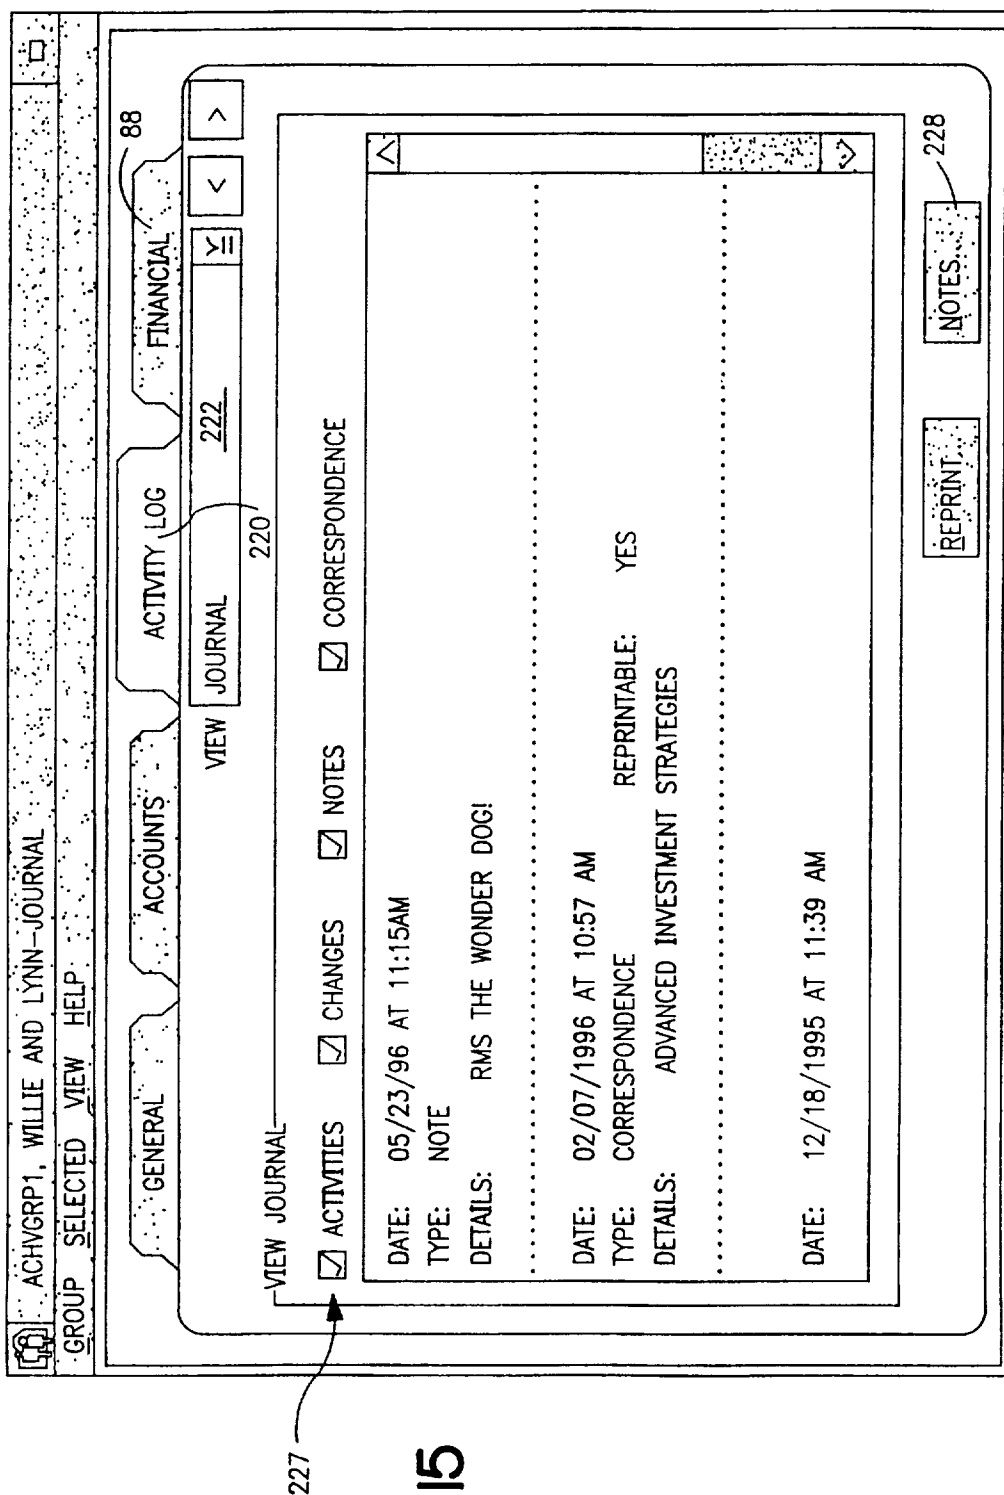 ACHVGRP1, WILLIE AND LYNN-JOURNAL
GROUP SELECTED VIEW HELP
GENERAL ACCOUNTS ACTIVITY LOG FINANCIAL 88
VIEW JOURNAL 222 < >
220
VIEW JOURNAL
227 ACTIVITIES CHANGES NOTES CORRESPONDENCE
DATE: 05/23/96 AT 11:15AM
TYPE: NOTE
DETAILS: RMS THE WONDER DOG!
DATE: 02/07/1996 AT 10:57 AM
TYPE: CORRESPONDENCE REPRINTABLE: YES
DETAILS: ADVANCED INVESTMENT STRATEGIES
DATE: 12/18/1995 AT 11:39 AM
REPRINT... NOTES... 228
15